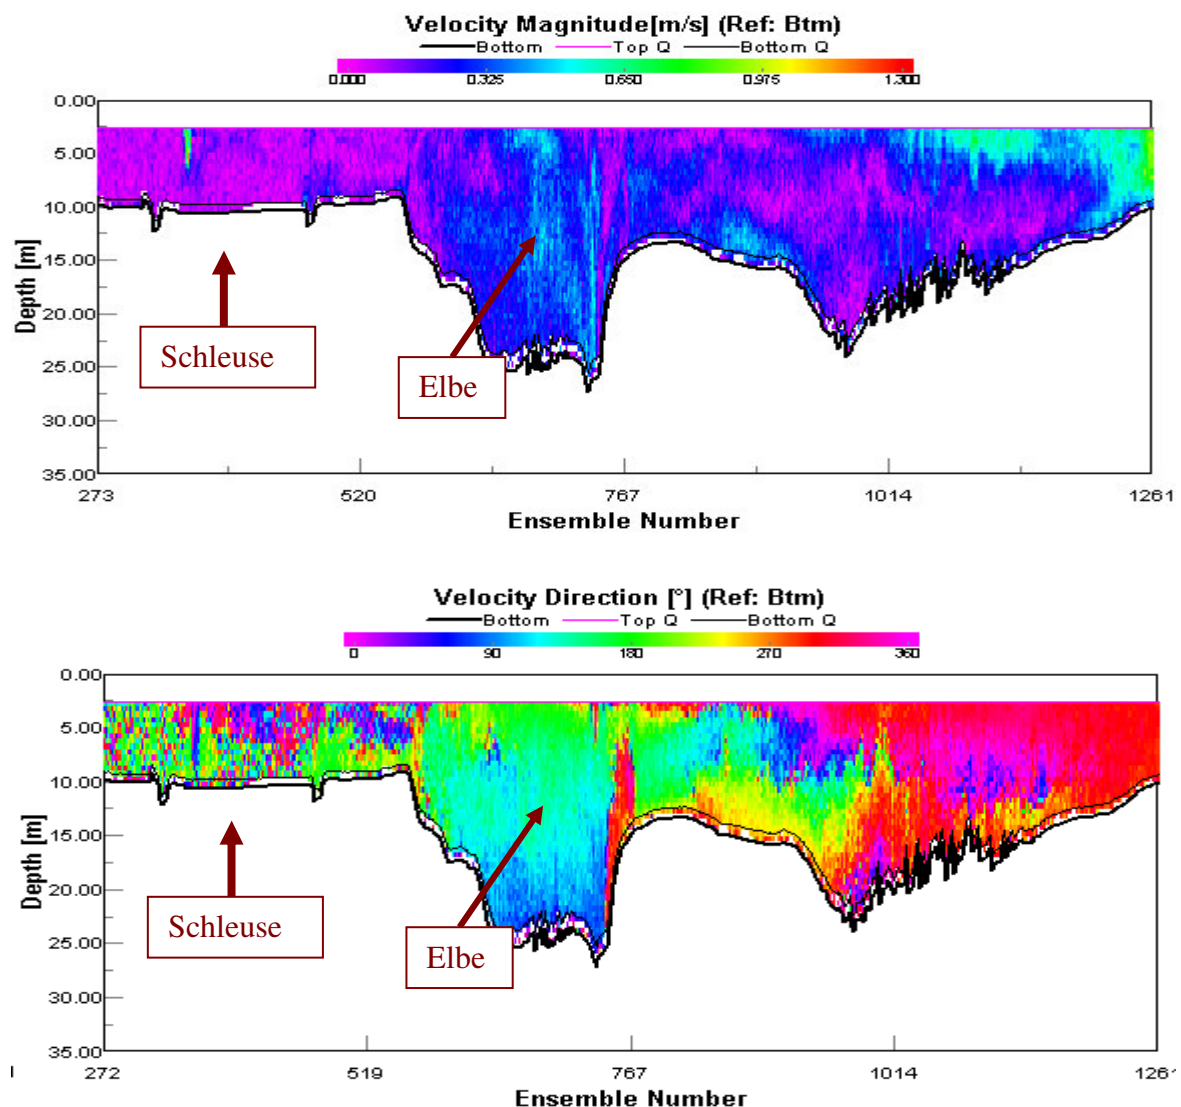 Velocity Magnitude[m/s] (Ref: Btm)
Bottom Top Q Bottom Q
0.000 0.325 0.650 0.975 1.300
0.00
5.00
10.00
15.00
20.00
25.00
30.00
35.00
Depth [m]
Schleuse
Elbe
273 520 767 1014 1261
Ensemble Number
Velocity Direction [°] (Ref: Btm)
Bottom Top Q Bottom Q
0 90 180 270 360
0.00
5.00
10.00
15.00
20.00
25.00
30.00
35.00
Depth [m]
Schleuse
Elbe
272 519 767 1014 1261
Ensemble Number